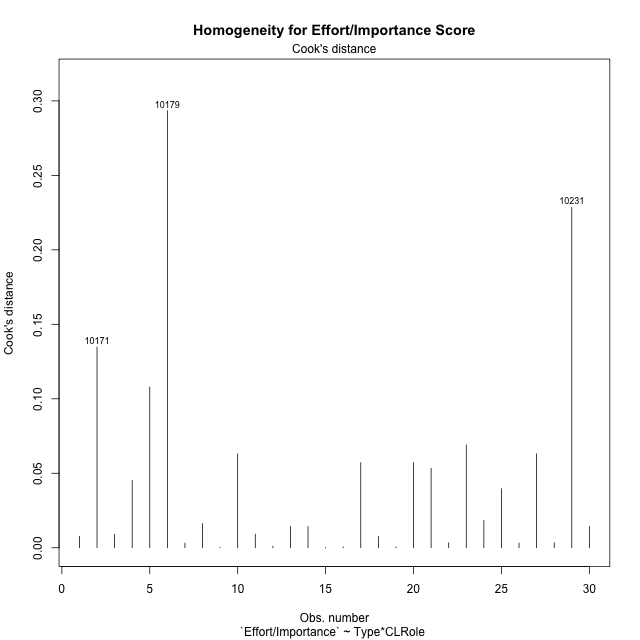 Homogeneity for Effort/Importance Score
Cook's distance
10179
10231
10171
Cook's distance
0.30
0.25
0.20
0.15
0.10
0.05
0.00
0 5 10 15 20 25 30
Obs. number
`Effort/Importance` ~ Type*CLRole